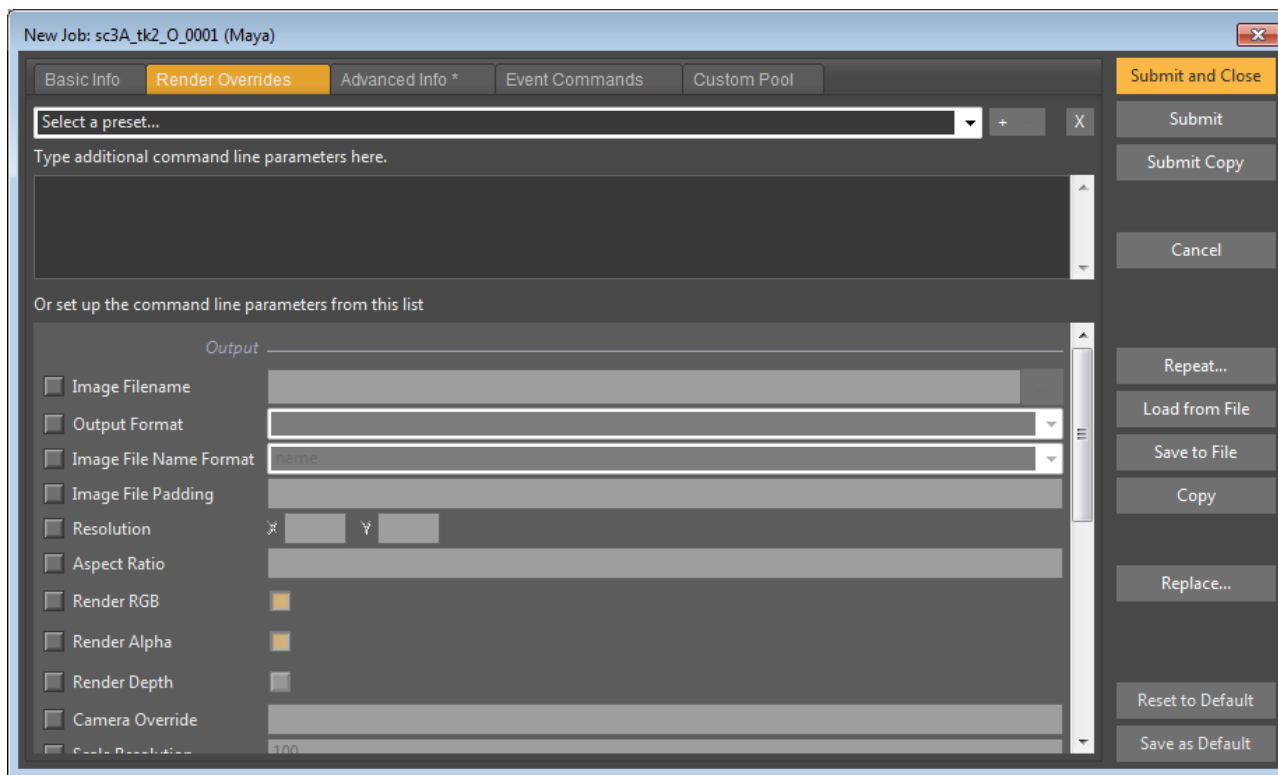 New Job: sc3A_tk2_O_0001 (Maya)
Basic Info Render Overrides Advanced Info * Event Commands Custom Pool
Select a preset... + X
Type additional command line parameters here.
Or set up the command line parameters from this list
Output
Image Filename
Output Format
Image File Name Format name
Image File Padding
Resolution X Y
Aspect Ratio
Render RGB
Render Alpha
Render Depth
Camera Override
Scale Resolution 100
Submit and Close
Submit
Submit Copy
Cancel
Repeat...
Load from File
Save to File
Copy
Replace...
Reset to Default
Save as Default